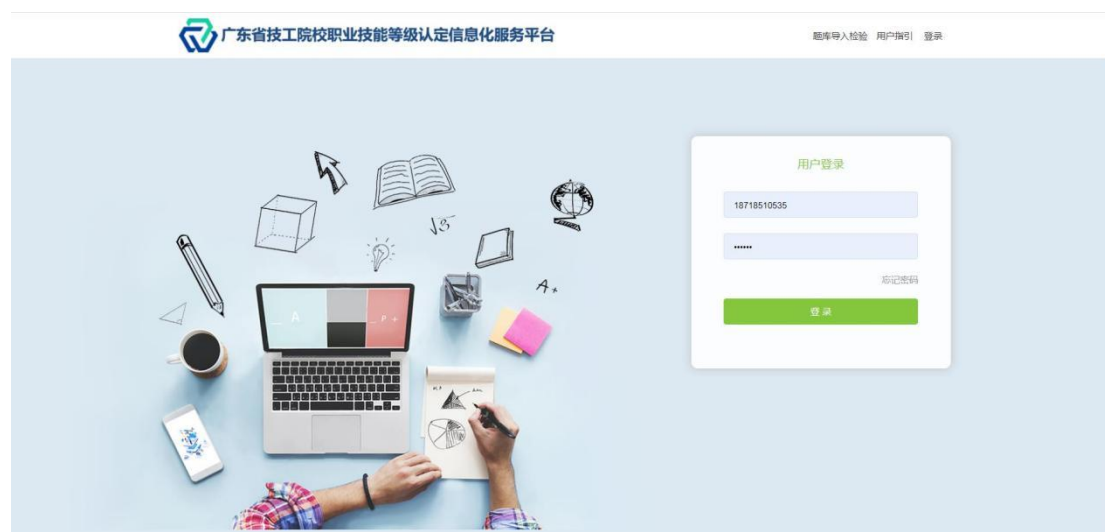 广东省技工院校职业技能等级认定信息化服务平台
题库导入检验 用户指引 登录
用户登录
18718510535
••••••
忘记密码
登 录
√3
A+
_ A
_ P +